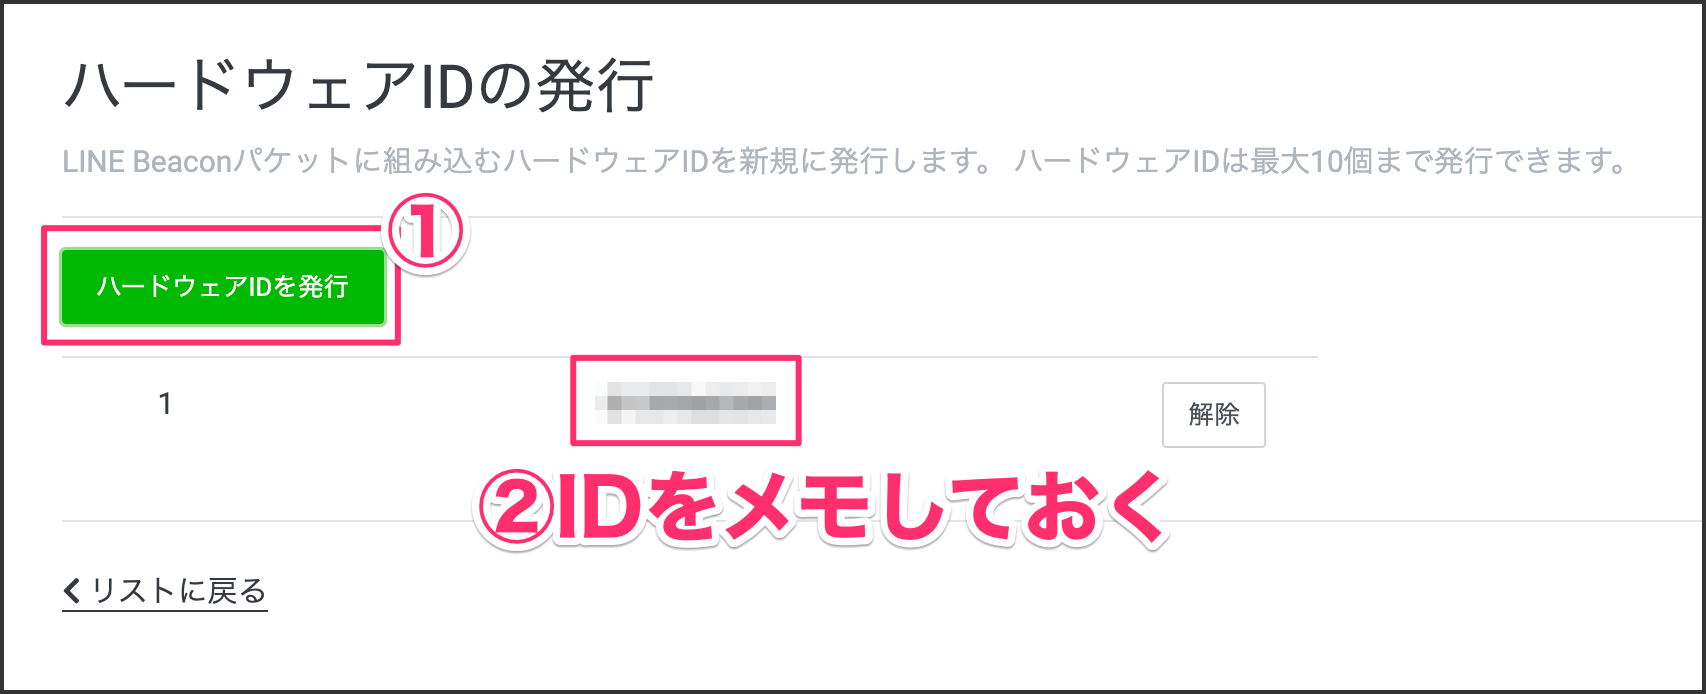 ハードウェアIDの発行
LINE Beaconパケットに組み込むハードウェアIDを新規に発行します。 ハードウェアIDは最大10個まで発行できます。
①
ハードウェアIDを発行
1
解除
②IDをメモしておく
リストに戻る